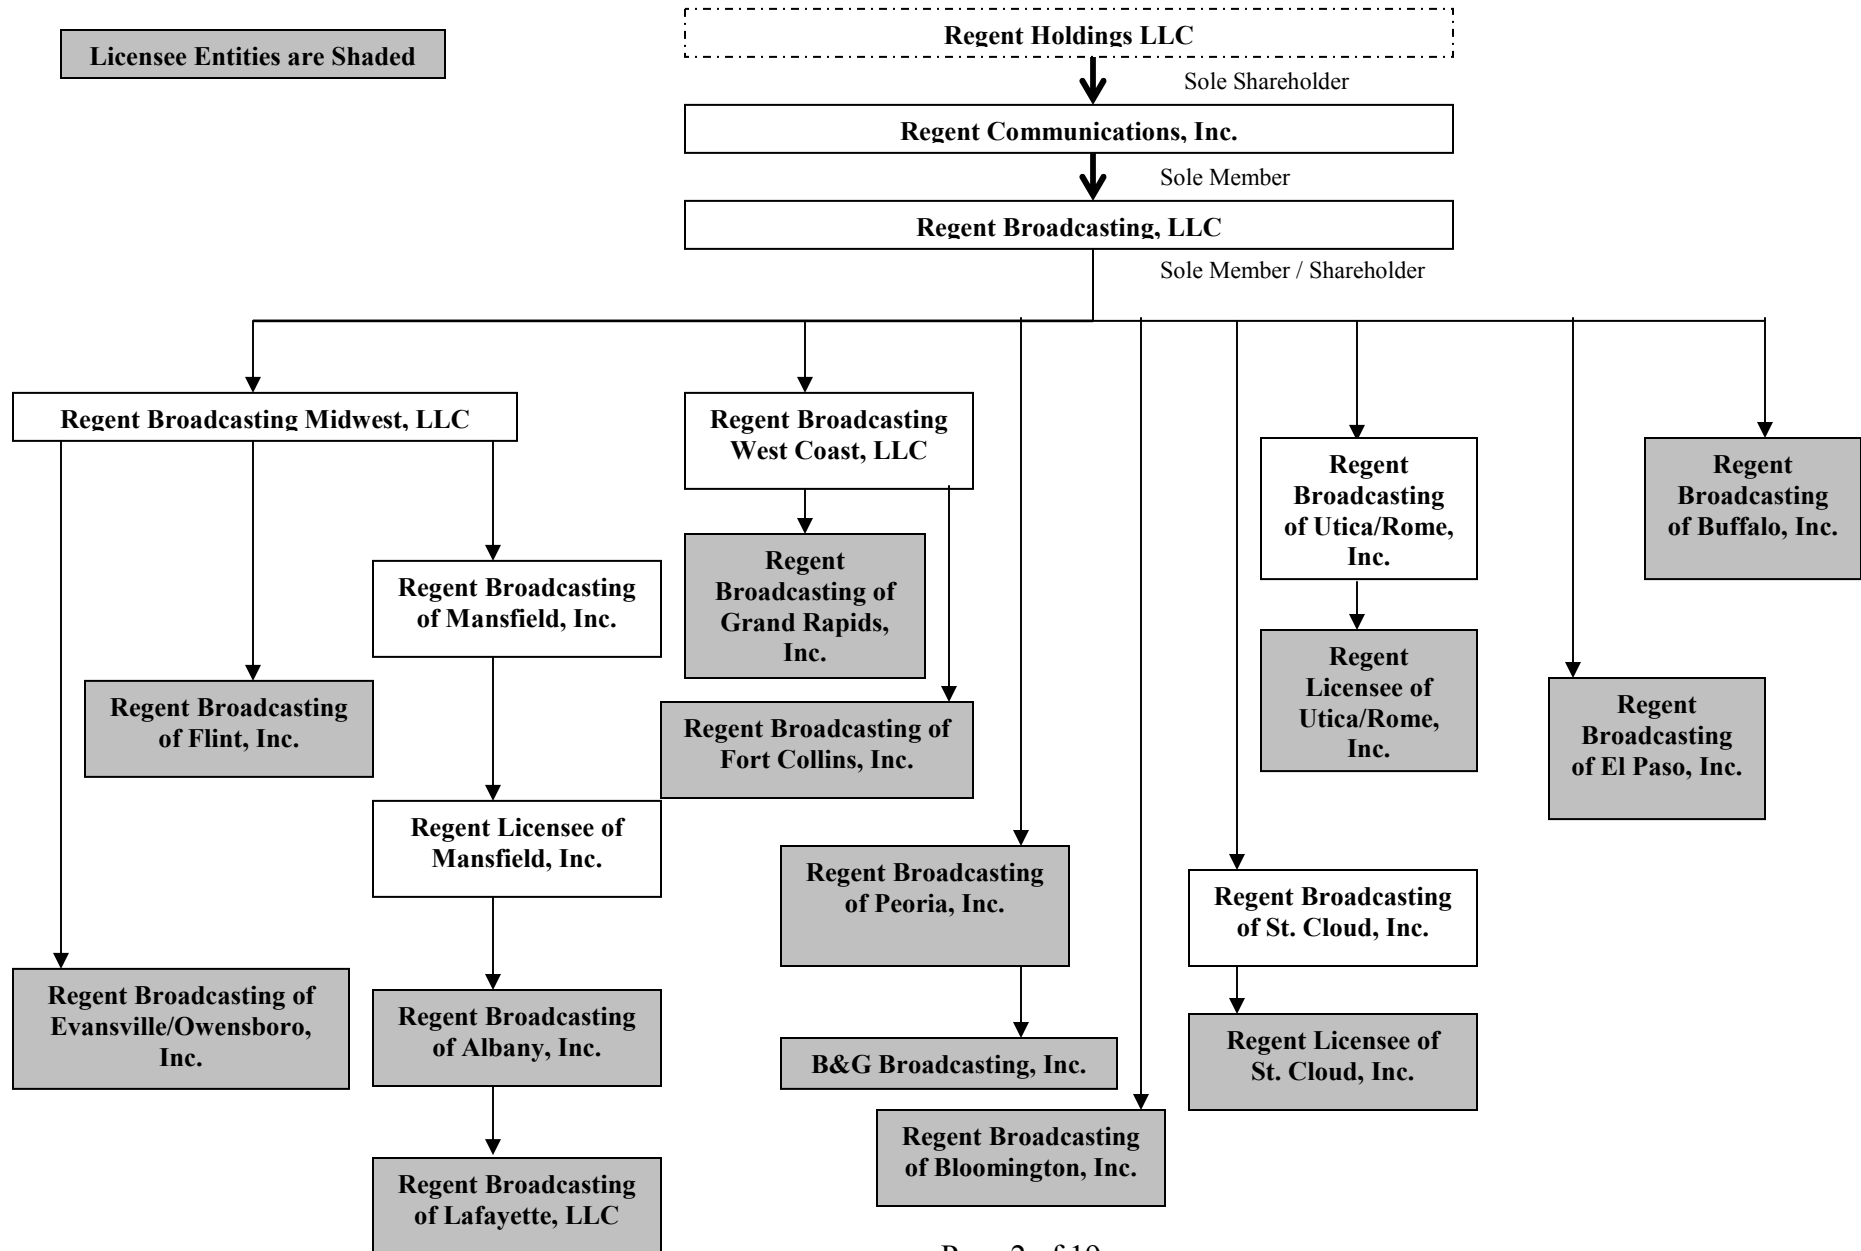 Licensee Entities are Shaded
Regent Holdings LLC
Sole Shareholder
Regent Communications, Inc.
Sole Member
Regent Broadcasting, LLC
Sole Member / Shareholder
Regent Broadcasting Midwest, LLC
Regent Broadcasting
West Coast, LLC
Regent
Broadcasting
of Utica/Rome,
Inc.
Regent
Broadcasting
of Buffalo, Inc.
Regent Broadcasting
of Mansfield, Inc.
Regent
Broadcasting of
Grand Rapids,
Inc.
Regent
Licensee of
Utica/Rome,
Inc.
Regent Broadcasting
of Flint, Inc.
Regent Broadcasting of
Fort Collins, Inc.
Regent
Broadcasting
of El Paso, Inc.
Regent Licensee of
Mansfield, Inc.
Regent Broadcasting
of Peoria, Inc.
Regent Broadcasting
of St. Cloud, Inc.
Regent Broadcasting of
Evansville/Owensboro,
Inc.
Regent Broadcasting
of Albany, Inc.
B&G Broadcasting, Inc.
Regent Licensee of
St. Cloud, Inc.
Regent Broadcasting
of Bloomington, Inc.
Regent Broadcasting
of Lafayette, LLC
2 of 19